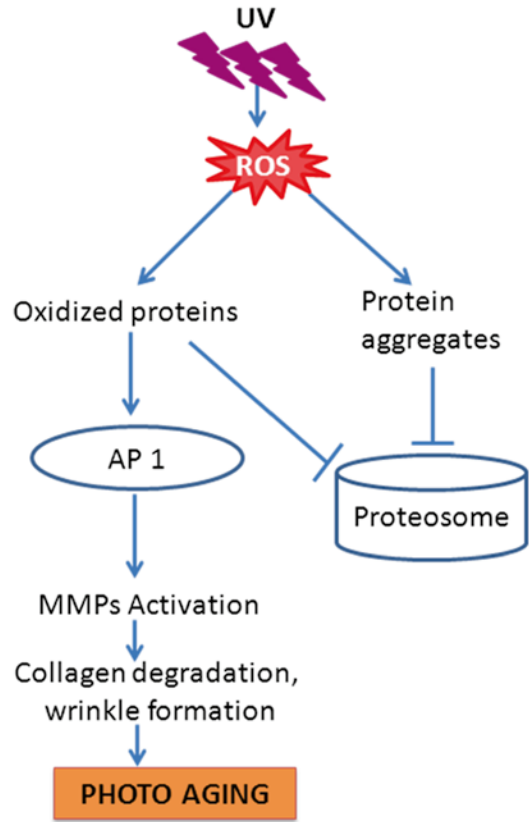 UV
ROS
Oxidized proteins
Protein
aggregates
AP 1
Proteosome
MMPs Activation
Collagen degradation,
wrinkle formation
PHOTO AGING